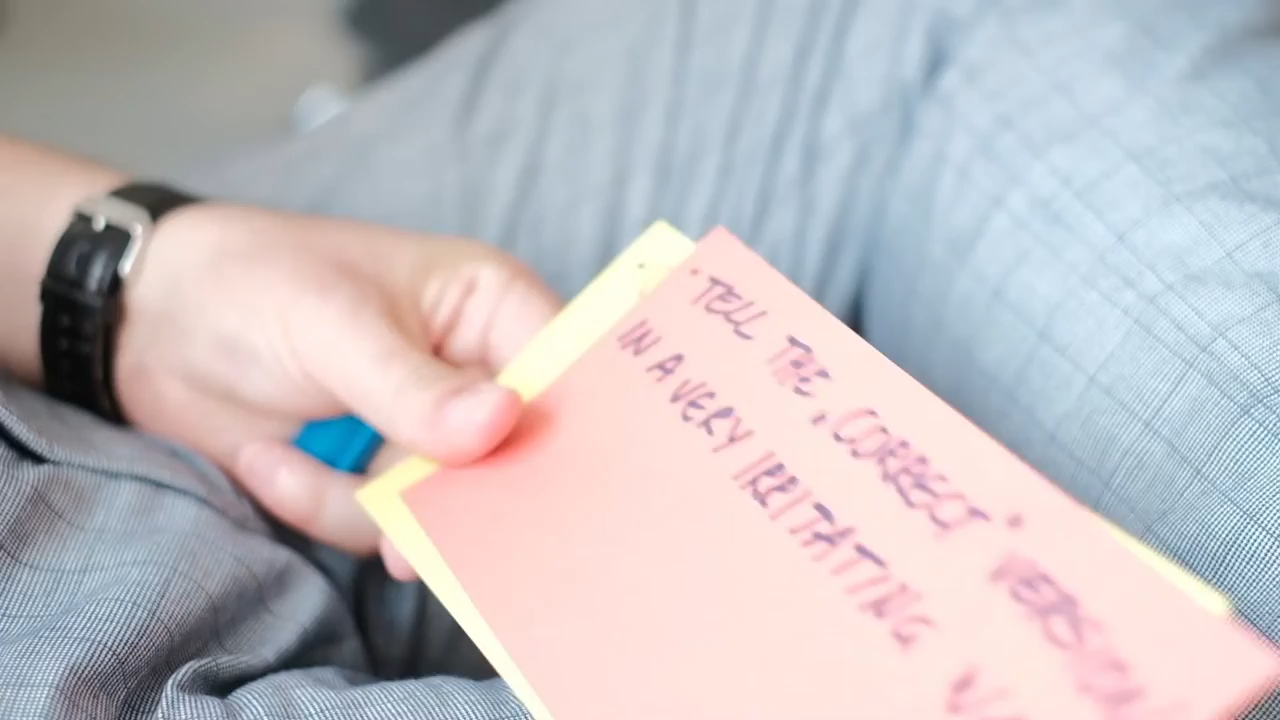 "TELL THE "CORRECT" VERSION
IN A VERY IRRITATING